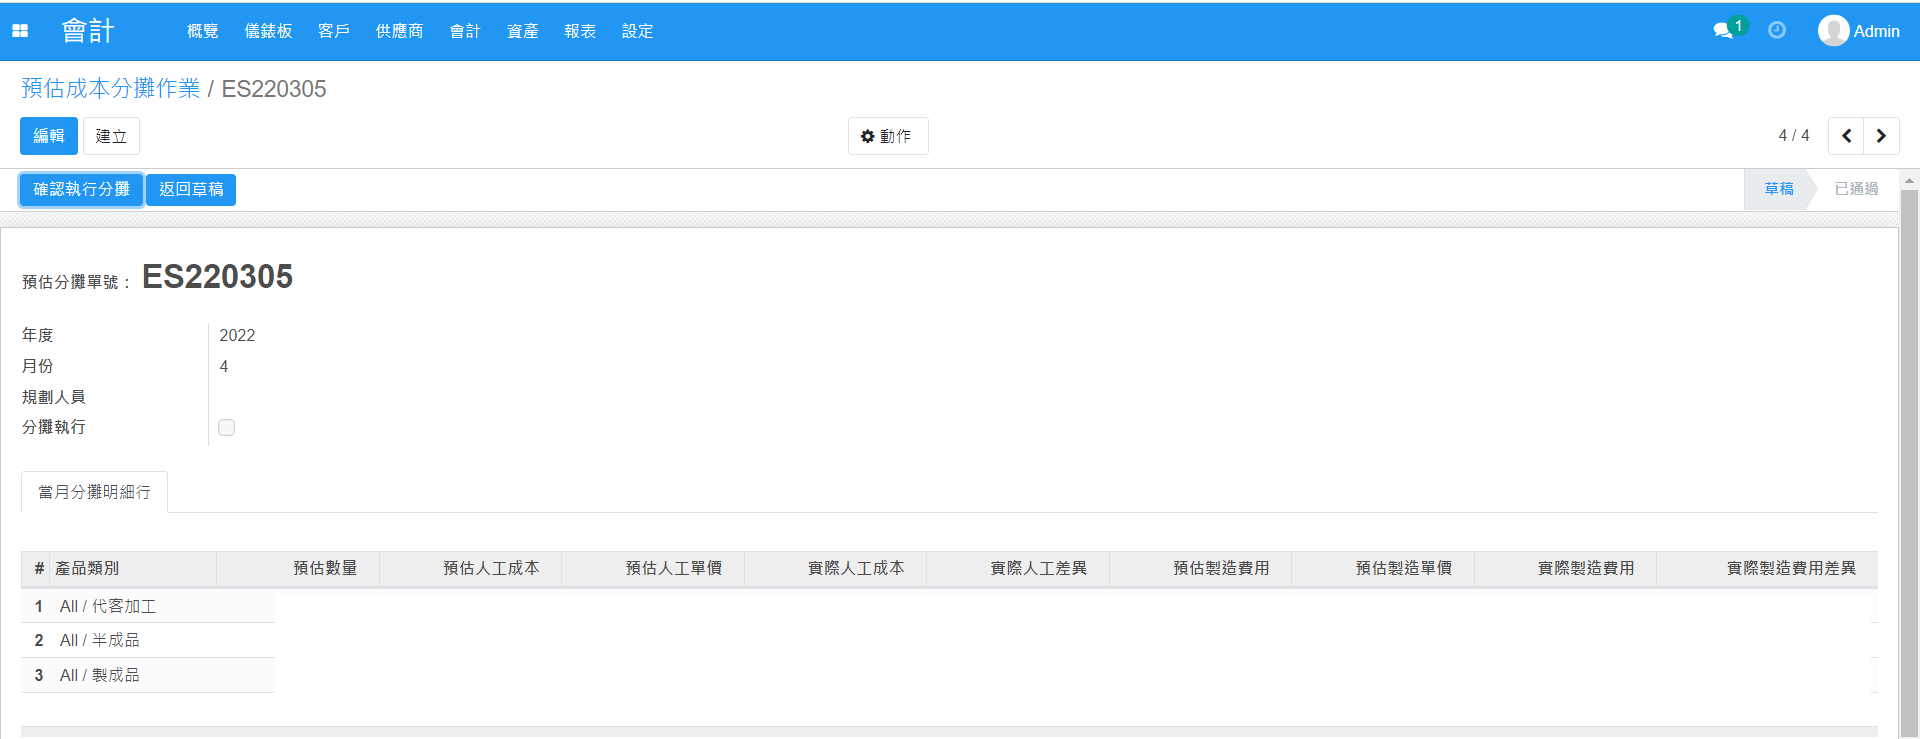 會計 概覽 儀錶板 客戶 供應商 會計 資產 報表 設定 1 Admin
預估成本分攤作業 / ES220305
編輯 建立 動作 4 / 4
確認執行分攤 返回草稿 草稿 已通過
預估分攤單號： ES220305
年度 2022
月份 4
規劃人員
分攤執行
當月分攤明細行
# 產品類別 預估數量 預估人工成本 預估人工單價 實際人工成本 實際人工差異 預估製造費用 預估製造單價 實際製造費用 實際製造費用差異
1 All / 代客加工
2 All / 半成品
3 All / 製成品